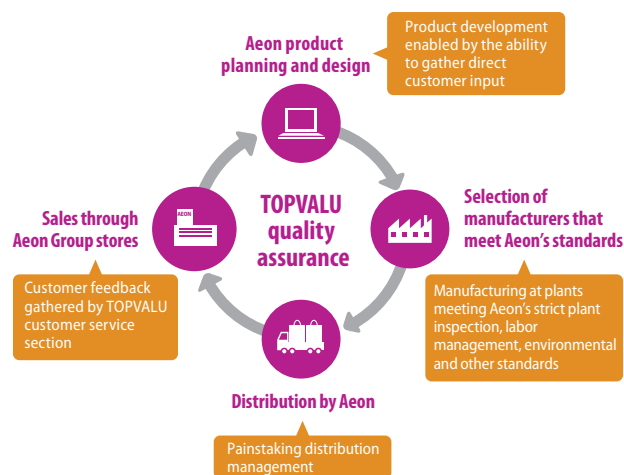 Aeon product
planning and design
Product development
enabled by the ability
to gather direct
customer input
TOPVALU
quality
assurance
Selection of
manufacturers that
meet Aeon's standards
Manufacturing at plants
meeting Aeon's strict plant
inspection, labor
management, environmental
and other standards
Distribution by Aeon
Painstaking distribution
management
AEON
Sales through
Aeon Group stores
Customer feedback
gathered by TOPVALU
customer service
section